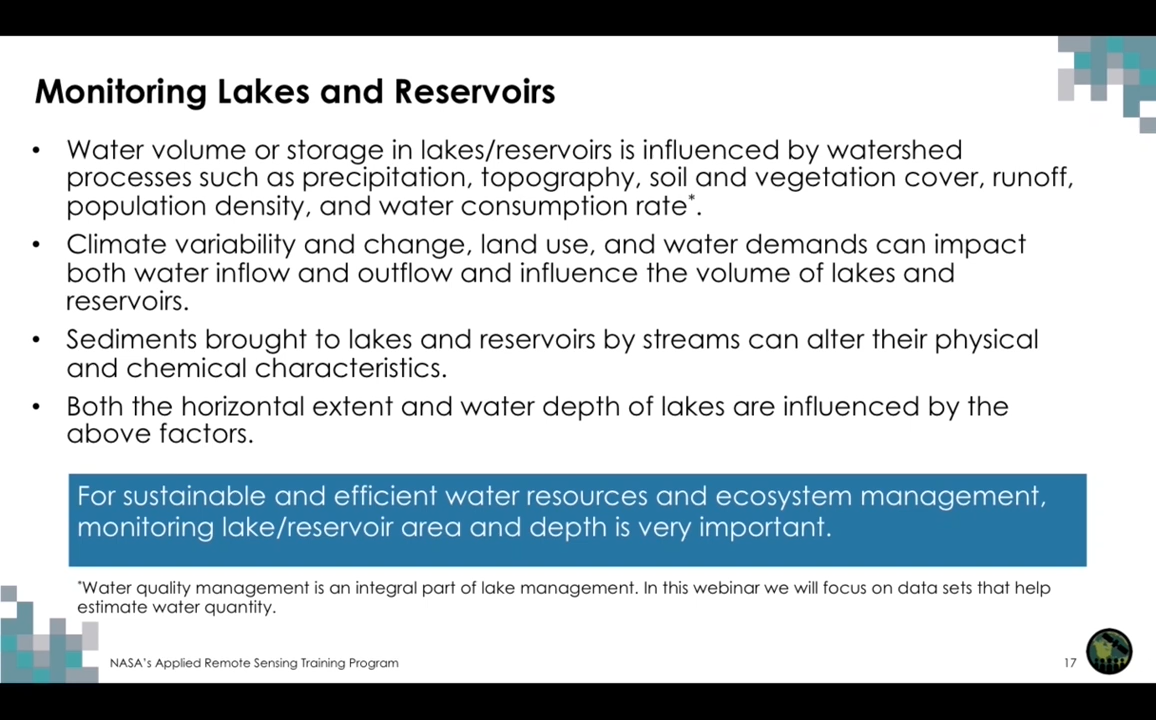 Monitoring Lakes and Reservoirs
• Water volume or storage in lakes/reservoirs is influenced by watershed
processes such as precipitation, topography, soil and vegetation cover, runoff,
population density, and water consumption rate*.
• Climate variability and change, land use, and water demands can impact
both water inflow and outflow and influence the volume of lakes and
reservoirs.
• Sediments brought to lakes and reservoirs by streams can alter their physical
and chemical characteristics.
• Both the horizontal extent and water depth of lakes are influenced by the
above factors.
For sustainable and efficient water resources and ecosystem management,
monitoring lake/reservoir area and depth is very important.
*Water quality management is an integral part of lake management. In this webinar we will focus on data sets that help
estimate water quantity.
NASA's Applied Remote Sensing Training Program
17